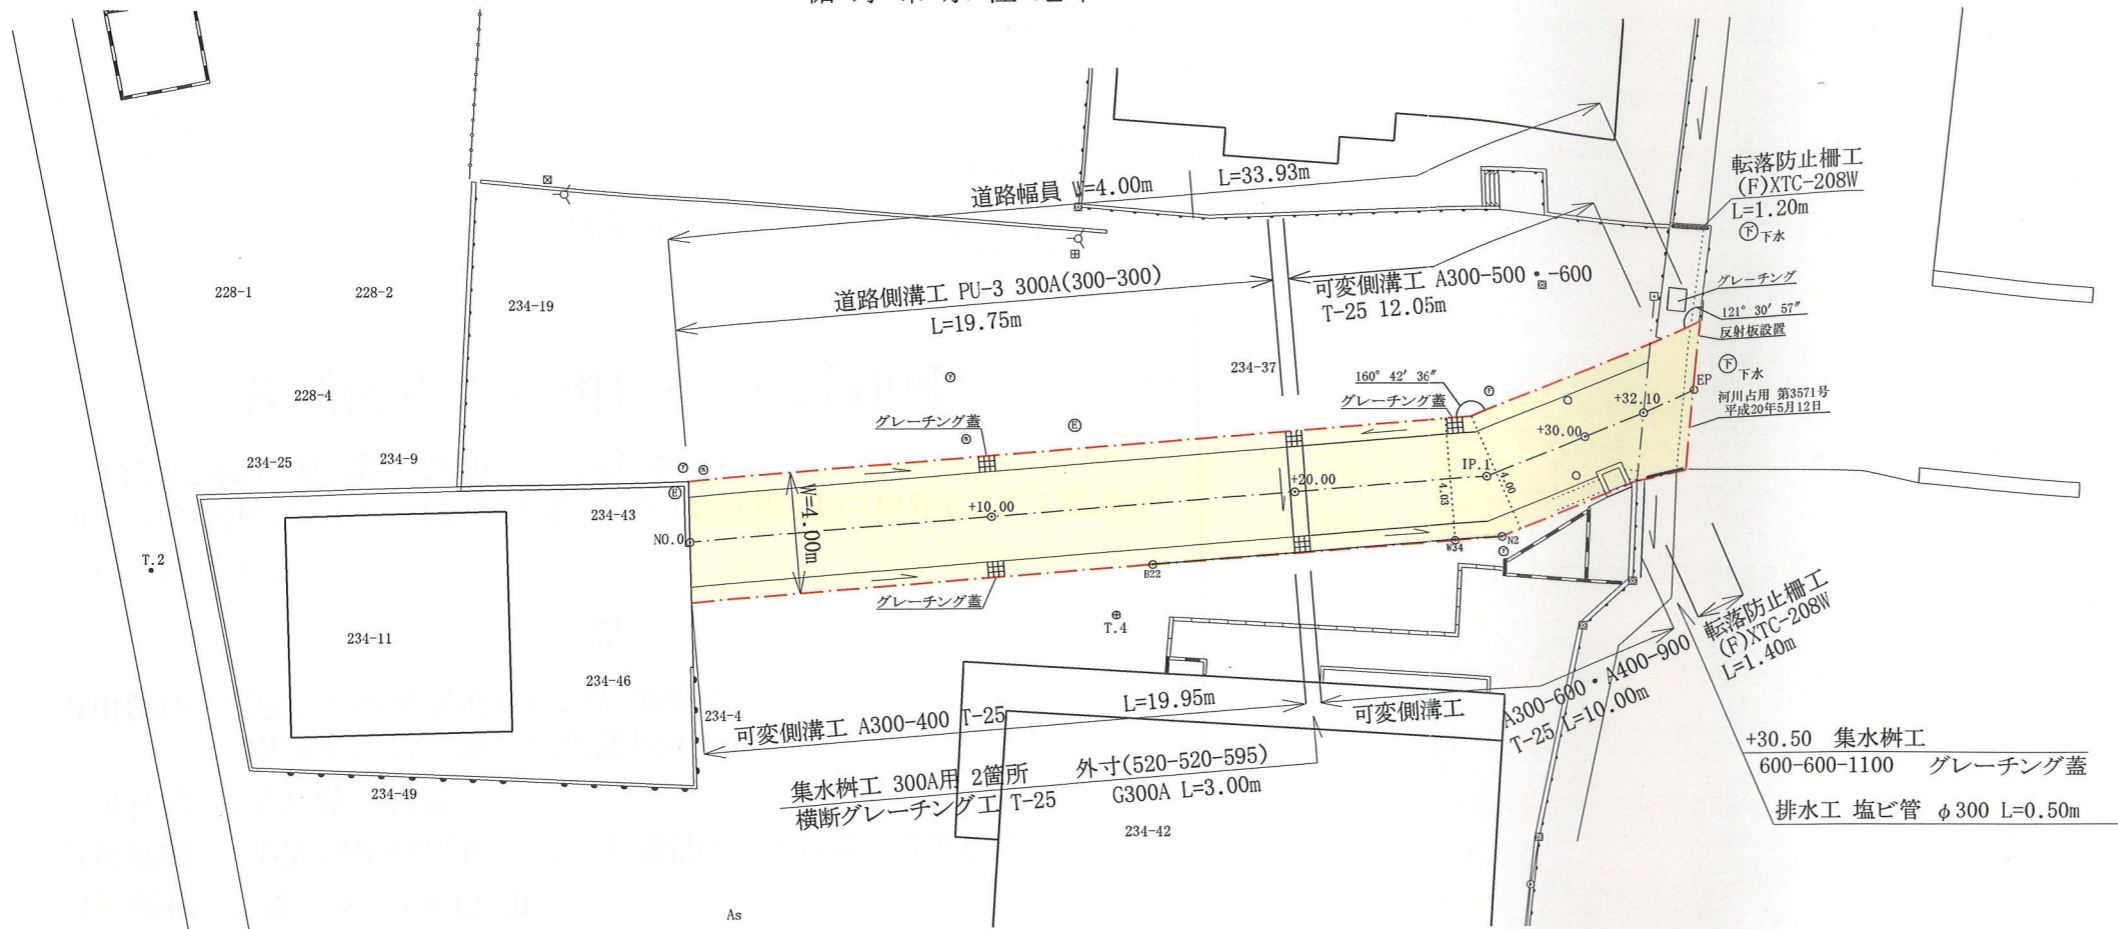 転落防止柵工
(F)XTC-208W
L=1.20m
下 下水
道路幅員 W=4.00m
L=33.93m
グレーチング
121° 30′ 57″
反射板設置
道路側溝工 PU-3 300A(300-300)
L=19.75m
可変側溝工 A300-500・-600
T-25 12.05m
228-1
228-2
234-19
234-37
160° 42′ 36″
グレーチング蓋
下 下水
EP
河川占用 第3571号
平成20年5月12日
228-4
グレーチング蓋
E
+32.10
+30.00
234-25
234-9
IP.1
4.00
4.03
E
W=4.00m
+20.00
+10.00
234-43
NO.0
W34
N2
T.2
B22
グレーチング蓋
T.4
234-11
234-46
転落防止柵工
(F)XTC-208W
L=1.40m
234-4
可変側溝工 A300-400 T-25
L=19.95m
可変側溝工
A300-600・A400-900
T-25 L=10.00m
+30.50 集水桝工
600-600-1100 グレーチング蓋
排水工 塩ビ管 φ300 L=0.50m
集水桝工 300A用 2箇所 外寸(520-520-595)
横断グレーチング工 T-25 G300A L=3.00m
234-49
234-42
As